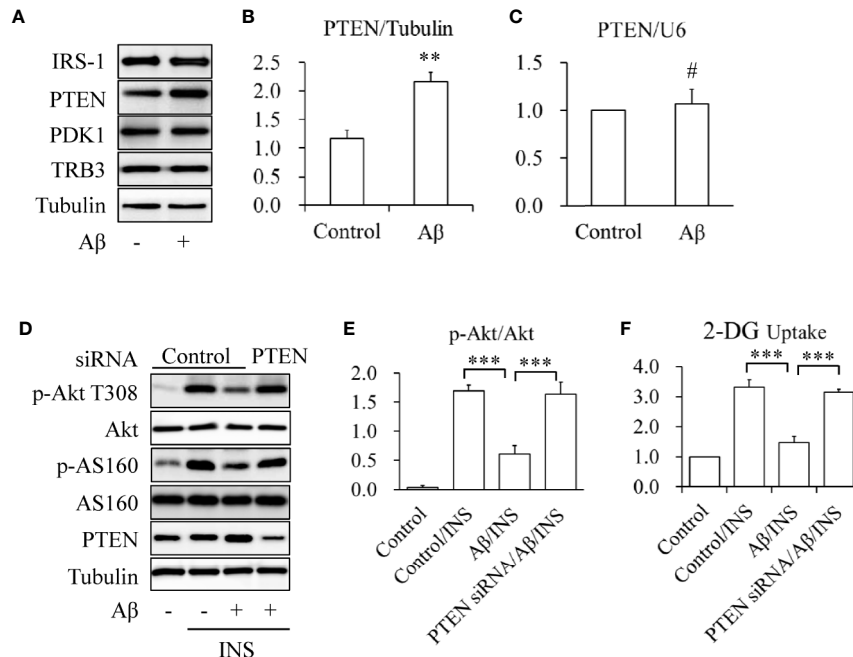 A
IRS-1
PTEN
PDK1
TRB3
Tubulin
Aβ - +
B
PTEN/Tubulin
2.5
2.0
1.5
1.0
0.5
0.0
**
Control Aβ
C
PTEN/U6
1.5
1.0
0.5
0.0
#
Control Aβ
D
siRNA Control PTEN
p-Akt T308
Akt
p-AS160
AS160
PTEN
Tubulin
Aβ - - + +
INS
E
p-Akt/Akt
2.0
1.5
1.0
0.5
0.0
*** ***
Control
Control/INS
Aβ/INS
PTEN siRNA/Aβ/INS
F
2-DG Uptake
4.0
3.0
2.0
1.0
0.0
*** ***
Control
Control/INS
Aβ/INS
PTEN siRNA/Aβ/INS